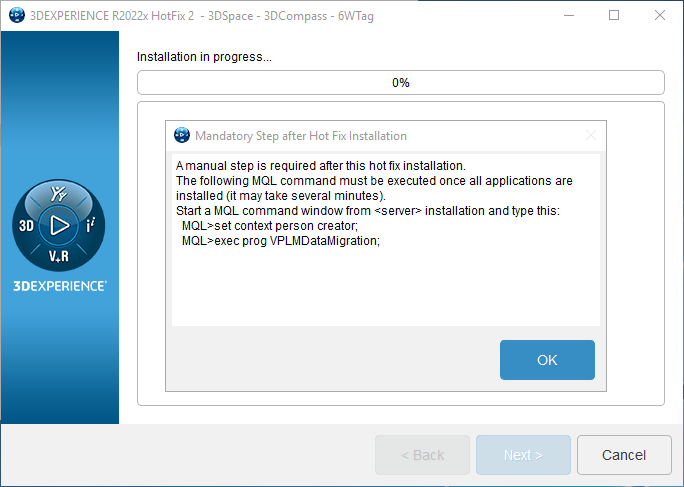 3DEXPERIENCE R2022x HotFix 2 - 3DSpace - 3DCompass - 6WTag
Installation in progress...
0%
Mandatory Step after Hot Fix Installation
A manual step is required after this hot fix installation.
The following MQL command must be executed once all applications are
installed (it may take several minutes).
Start a MQL command window from <server> installation and type this:
MQL>set context person creator;
MQL>exec prog VPLMDataMigration;
OK
3D
i²
V+R
3DEXPERIENCE
< Back
Next >
Cancel